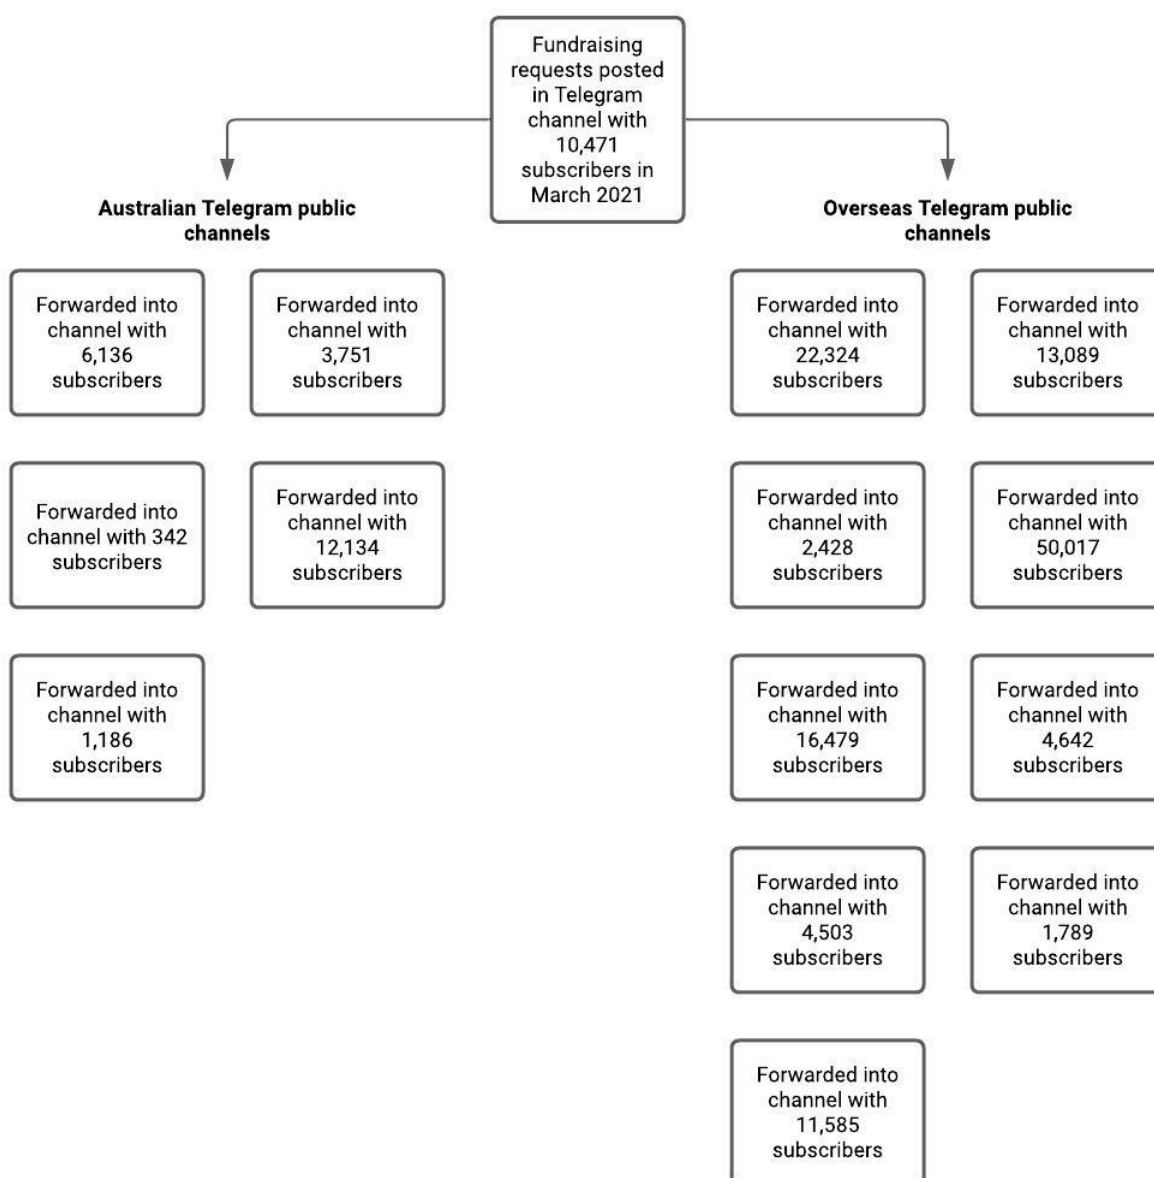 Fundraising
requests posted
in Telegram
channel with
10,471
subscribers in
March 2021
Australian Telegram public
channels
Overseas Telegram public
channels
Forwarded into
channel with
6,136
subscribers
Forwarded into
channel with
3,751
subscribers
Forwarded into
channel with
22,324
subscribers
Forwarded into
channel with
13,089
subscribers
Forwarded into
channel with 342
subscribers
Forwarded into
channel with
12,134
subscribers
Forwarded into
channel with
2,428
subscribers
Forwarded into
channel with
50,017
subscribers
Forwarded into
channel with
1,186
subscribers
Forwarded into
channel with
16,479
subscribers
Forwarded into
channel with
4,642
subscribers
Forwarded into
channel with
4,503
subscribers
Forwarded into
channel with
1,789
subscribers
Forwarded into
channel with
11,585
subscribers